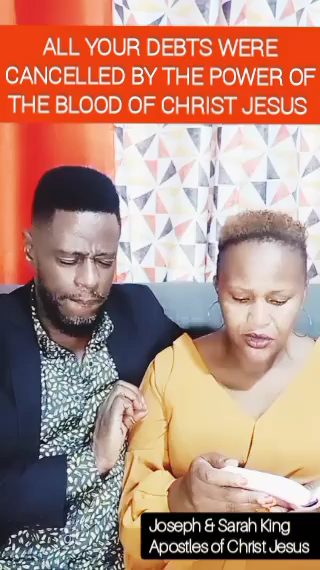 ALL YOUR DEBTS WERE
CANCELLED BY THE POWER OF
THE BLOOD OF CHRIST JESUS
Joseph & Sarah King
Apostles of Christ Jesus